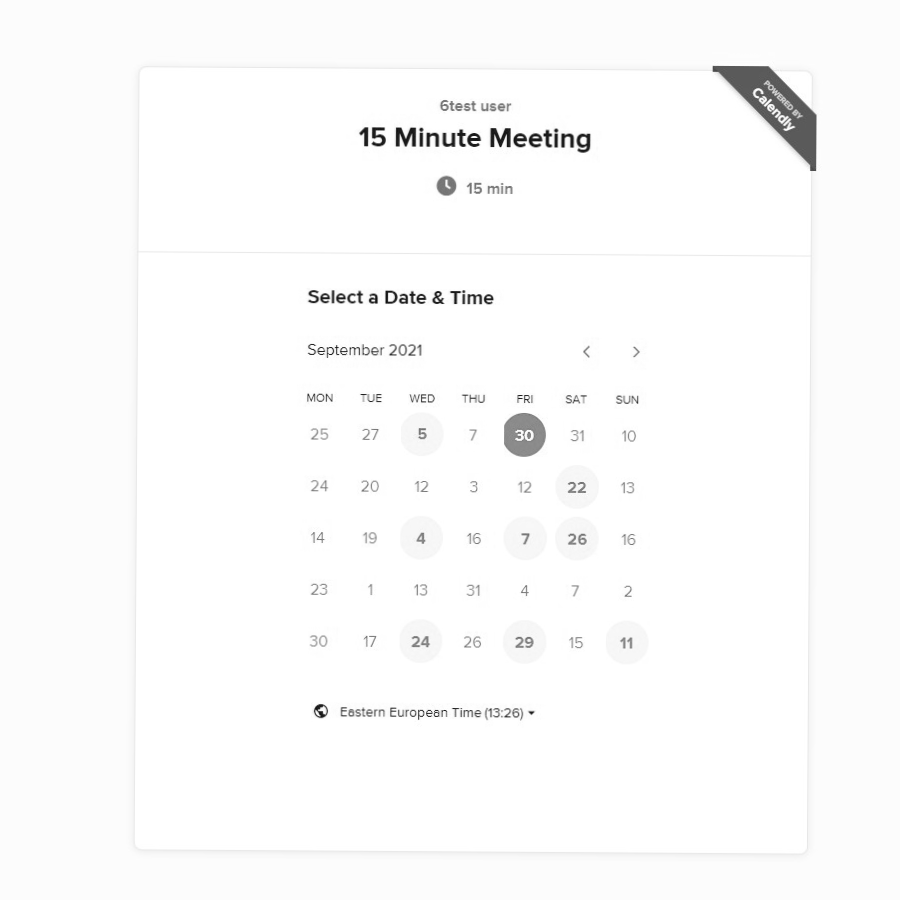 6test user
15 Minute Meeting
15 min
POWERED BY
Calendly
Select a Date & Time
September 2021
MON TUE WED THU FRI SAT SUN
25 27 5 7 30 31 10
24 20 12 3 12 22 13
14 19 4 16 7 26 16
23 1 13 31 4 7 2
30 17 24 26 29 15 11
Eastern European Time (13:26)